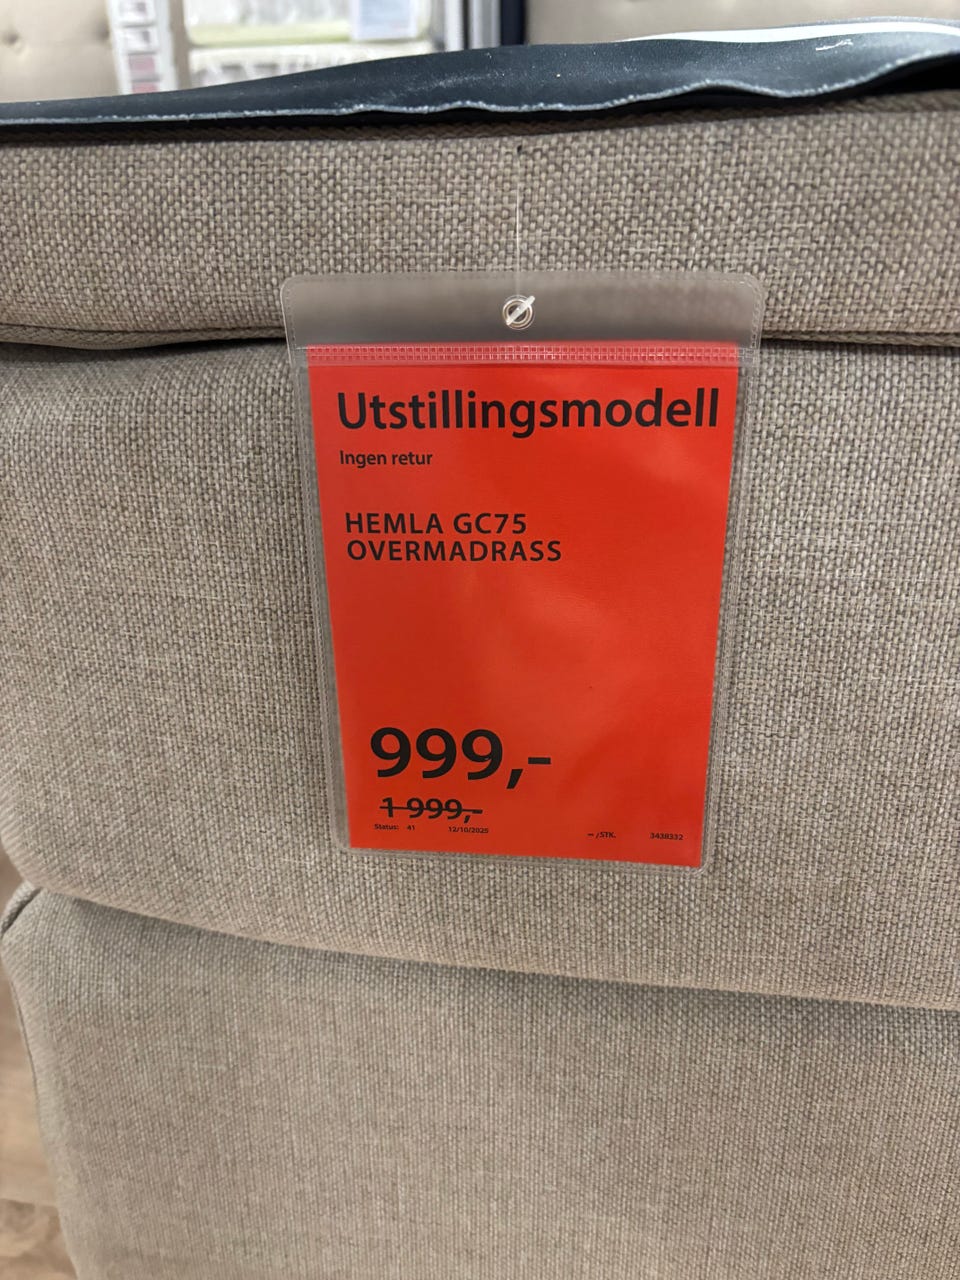 Utstillingsmodell
Ingen retur
HEMLA GC75
OVERMADRASS
999,-
1 999,-
Status: 41 12/10/2025 - /STK. 3438332